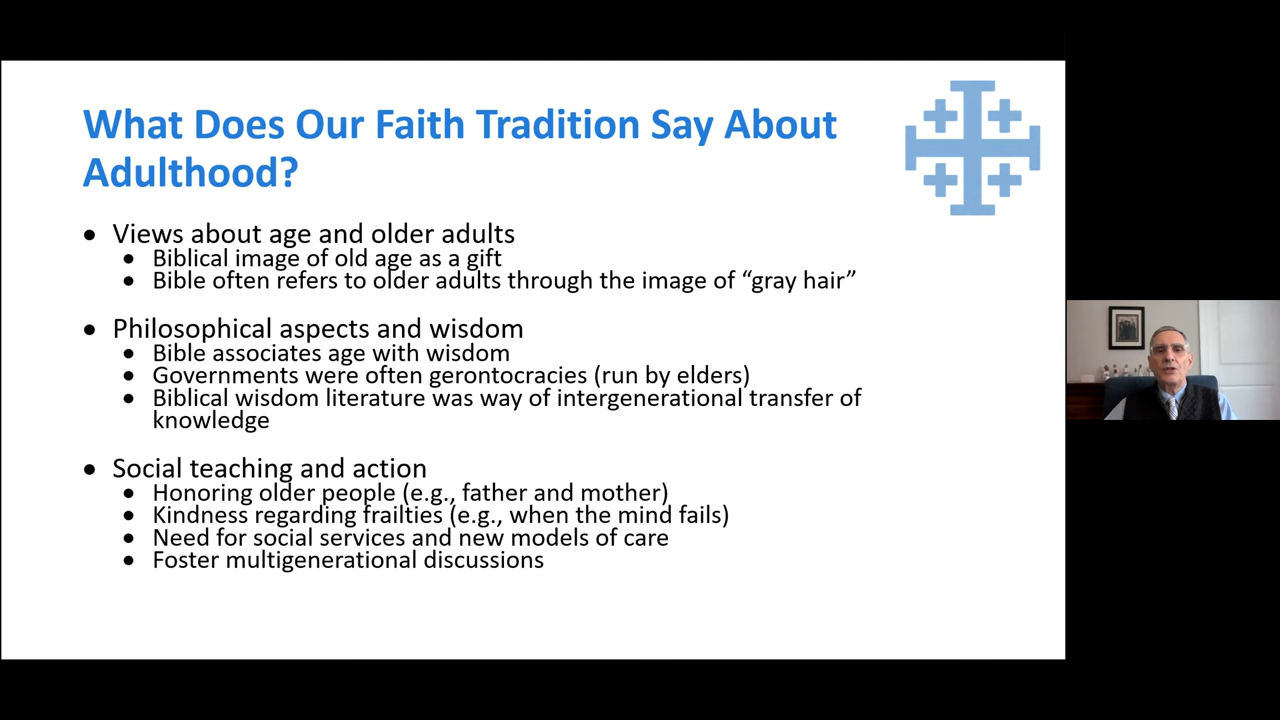 What Does Our Faith Tradition Say About
Adulthood?
• Views about age and older adults
• Biblical image of old age as a gift
• Bible often refers to older adults through the image of “gray hair”
• Philosophical aspects and wisdom
• Bible associates age with wisdom
• Governments were often gerontocracies (run by elders)
• Biblical wisdom literature was way of intergenerational transfer of
knowledge
• Social teaching and action
• Honoring older people (e.g., father and mother)
• Kindness regarding frailties (e.g., when the mind fails)
• Need for social services and new models of care
• Foster multigenerational discussions